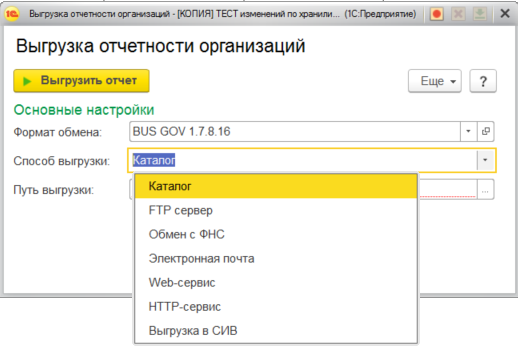 1С Выгрузка отчетности организаций - [КОПИЯ] ТЕСТ изменений по хранили... (1С:Предприятие)
Выгрузка отчетности организаций
Выгрузить отчет Еще ?
Основные настройки
Формат обмена: BUS GOV 1.7.8.16
Способ выгрузки: Каталог
Путь выгрузки: ...
Каталог
FTP сервер
Обмен с ФНС
Электронная почта
Web-сервис
HTTP-сервис
Выгрузка в СИВ